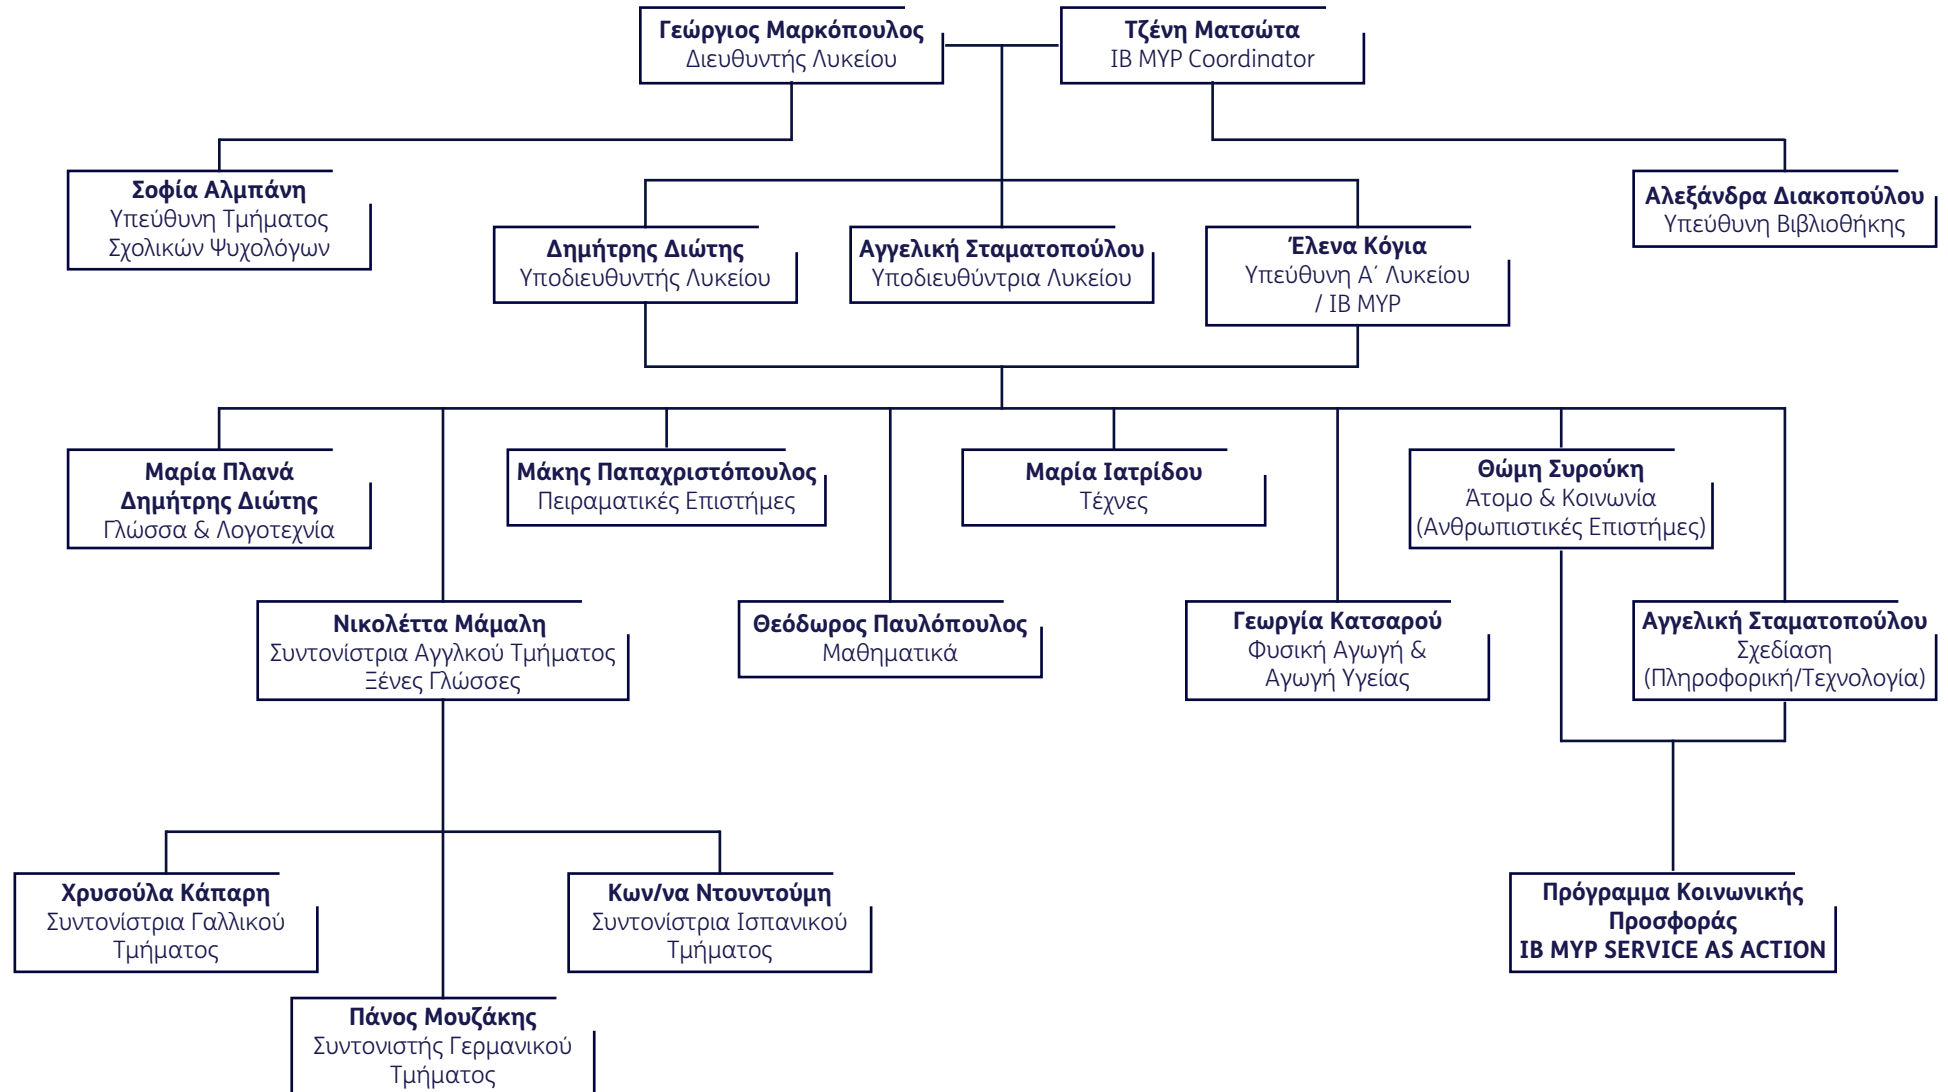 Γεώργιος Μαρκόπουλος
Διευθυντής Λυκείου
Τζένη Ματσώτα
IB MYP Coordinator
Σοφία Αλμπάνη
Υπεύθυνη Τμήματος
Σχολικών Ψυχολόγων
Δημήτρης Διώτης
Υποδιευθυντής Λυκείου
Αγγελική Σταματοπούλου
Υποδιευθύντρια Λυκείου
Έλενα Κόγια
Υπεύθυνη Α΄ Λυκείου
/ IB MYP
Αλεξάνδρα Διακοπούλου
Υπεύθυνη Βιβλιοθήκης
Μαρία Πλανά
Δημήτρης Διώτης
Γλώσσα & Λογοτεχνία
Μάκης Παπαχριστόπουλος
Πειραματικές Επιστήμες
Μαρία Ιατρίδου
Τέχνες
Θώμη Συρούκη
Άτομο & Κοινωνία
(Ανθρωπιστικές Επιστήμες)
Νικολέττα Μάμαλη
Συντονίστρια Αγγλκού Τμήματος
Ξένες Γλώσσες
Θεόδωρος Παυλόπουλος
Μαθηματικά
Γεωργία Κατσαρού
Φυσική Αγωγή &
Αγωγή Υγείας
Αγγελική Σταματοπούλου
Σχεδίαση
(Πληροφορική/Τεχνολογία)
Χρυσούλα Κάπαρη
Συντονίστρια Γαλλικού
Τμήματος
Κων/να Ντουντούμη
Συντονίστρια Ισπανικού
Τμήματος
Πρόγραμμα Κοινωνικής
Προσφοράς
IB MYP SERVICE AS ACTION
Πάνος Μουζάκης
Συντονιστής Γερμανικού
Τμήματος